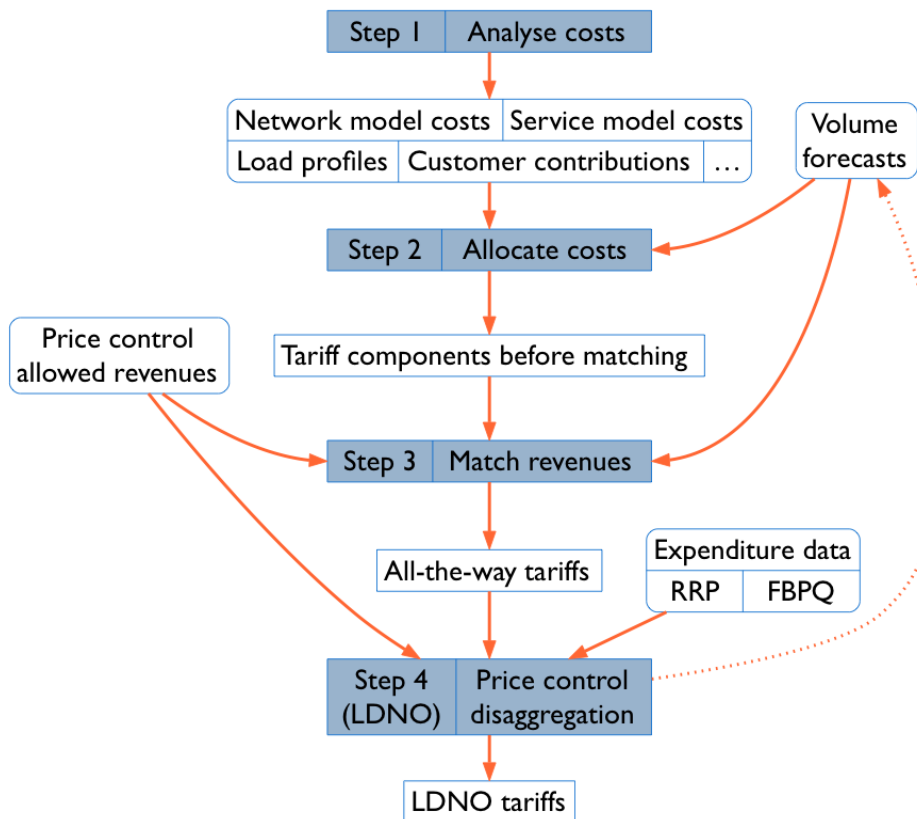 Step 1 Analyse costs
Network model costs Service model costs
Load profiles Customer contributions …
Volume
forecasts
Step 2 Allocate costs
Price control
allowed revenues
Tariff components before matching
Step 3 Match revenues
All-the-way tariffs
Expenditure data
RRP FBPQ
Step 4
(LDNO)
Price control
disaggregation
LDNO tariffs